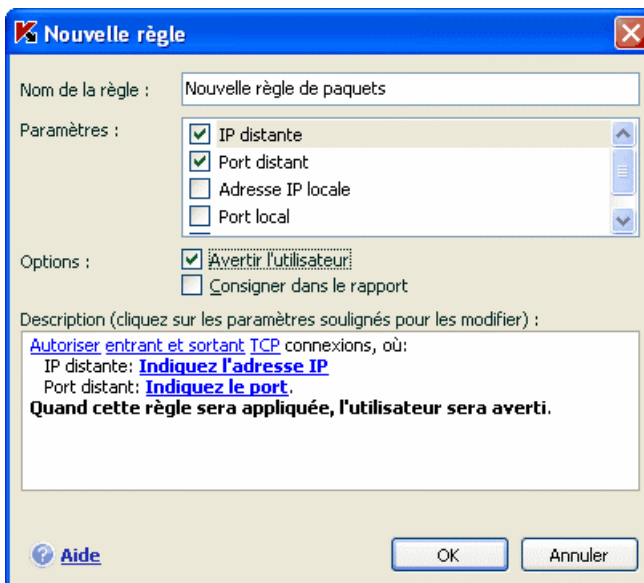 Nouvelle règle
Nom de la règle :
Nouvelle règle de paquets
Paramètres :
IP distante
Port distant
Adresse IP locale
Port local
Options :
Avertir l'utilisateur
Consigner dans le rapport
Description (cliquez sur les paramètres soulignés pour les modifier) :
Autoriser entrant et sortant TCP connexions, où:
IP distante: Indiquez l'adresse IP
Port distant: Indiquez le port.
Quand cette règle sera appliquée, l'utilisateur sera averti.
Aide
OK
Annuler